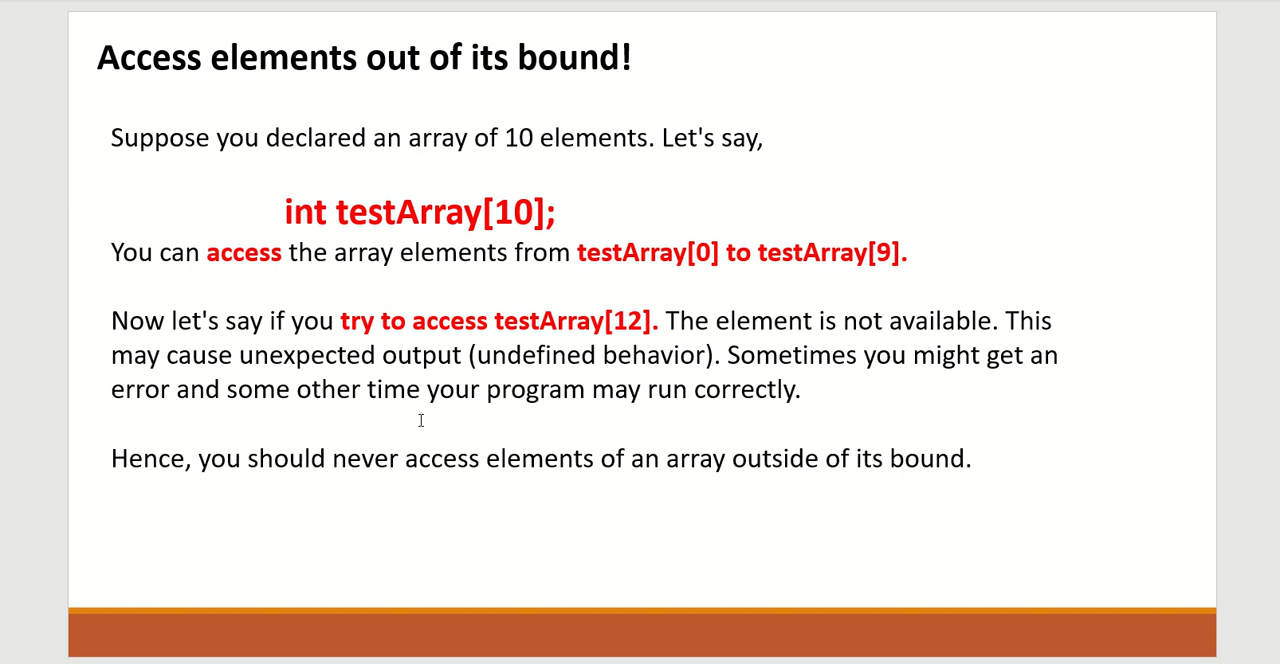 Access elements out of its bound!
Suppose you declared an array of 10 elements. Let's say,
int testArray[10];
You can access the array elements from testArray[0] to testArray[9].
Now let's say if you try to access testArray[12]. The element is not available. This
may cause unexpected output (undefined behavior). Sometimes you might get an
error and some other time your program may run correctly.
Hence, you should never access elements of an array outside of its bound.